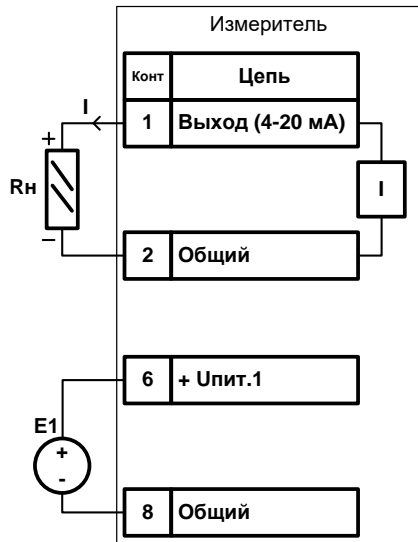 Измеритель
Конт Цепь
I
1 Выход (4-20 мА)
+
Rн
I
–
2 Общий
6 + Uпит.1
E1
+
-
8 Общий